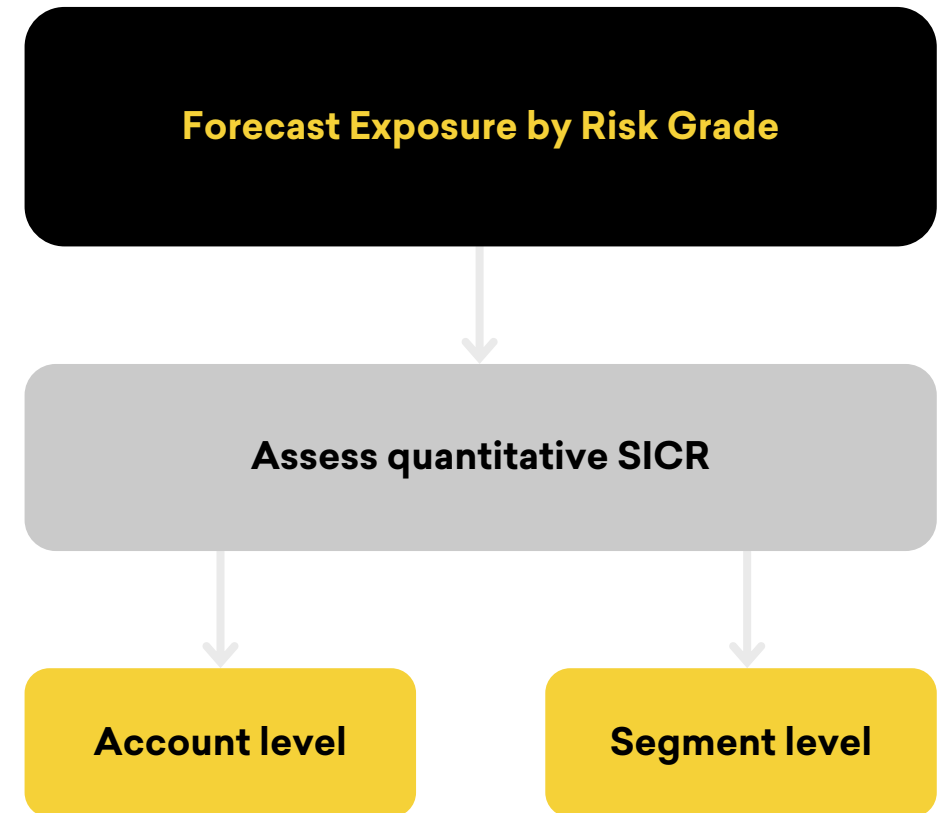 Forecast Exposure by Risk Grade
Assess quantitative SICR
Account level
Segment level